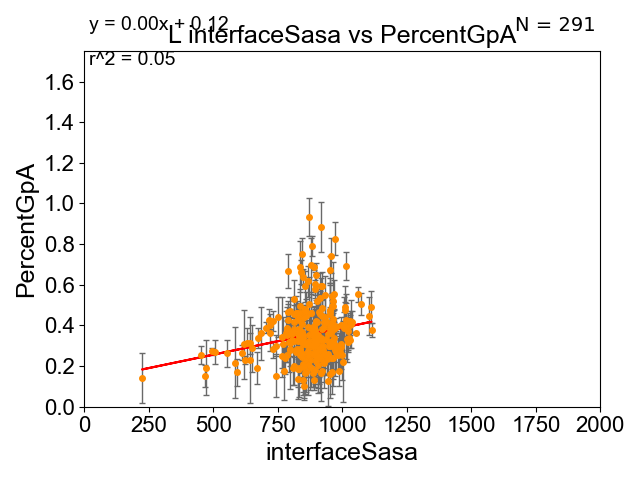 y = 0.00x + 0.12
L interfaceSasa vs PercentGpA
N = 291
r^2 = 0.05
PercentGpA
1.6
1.4
1.2
1.0
0.8
0.6
0.4
0.2
0.0
0 250 500 750 1000 1250 1500 1750 2000
interfaceSasa